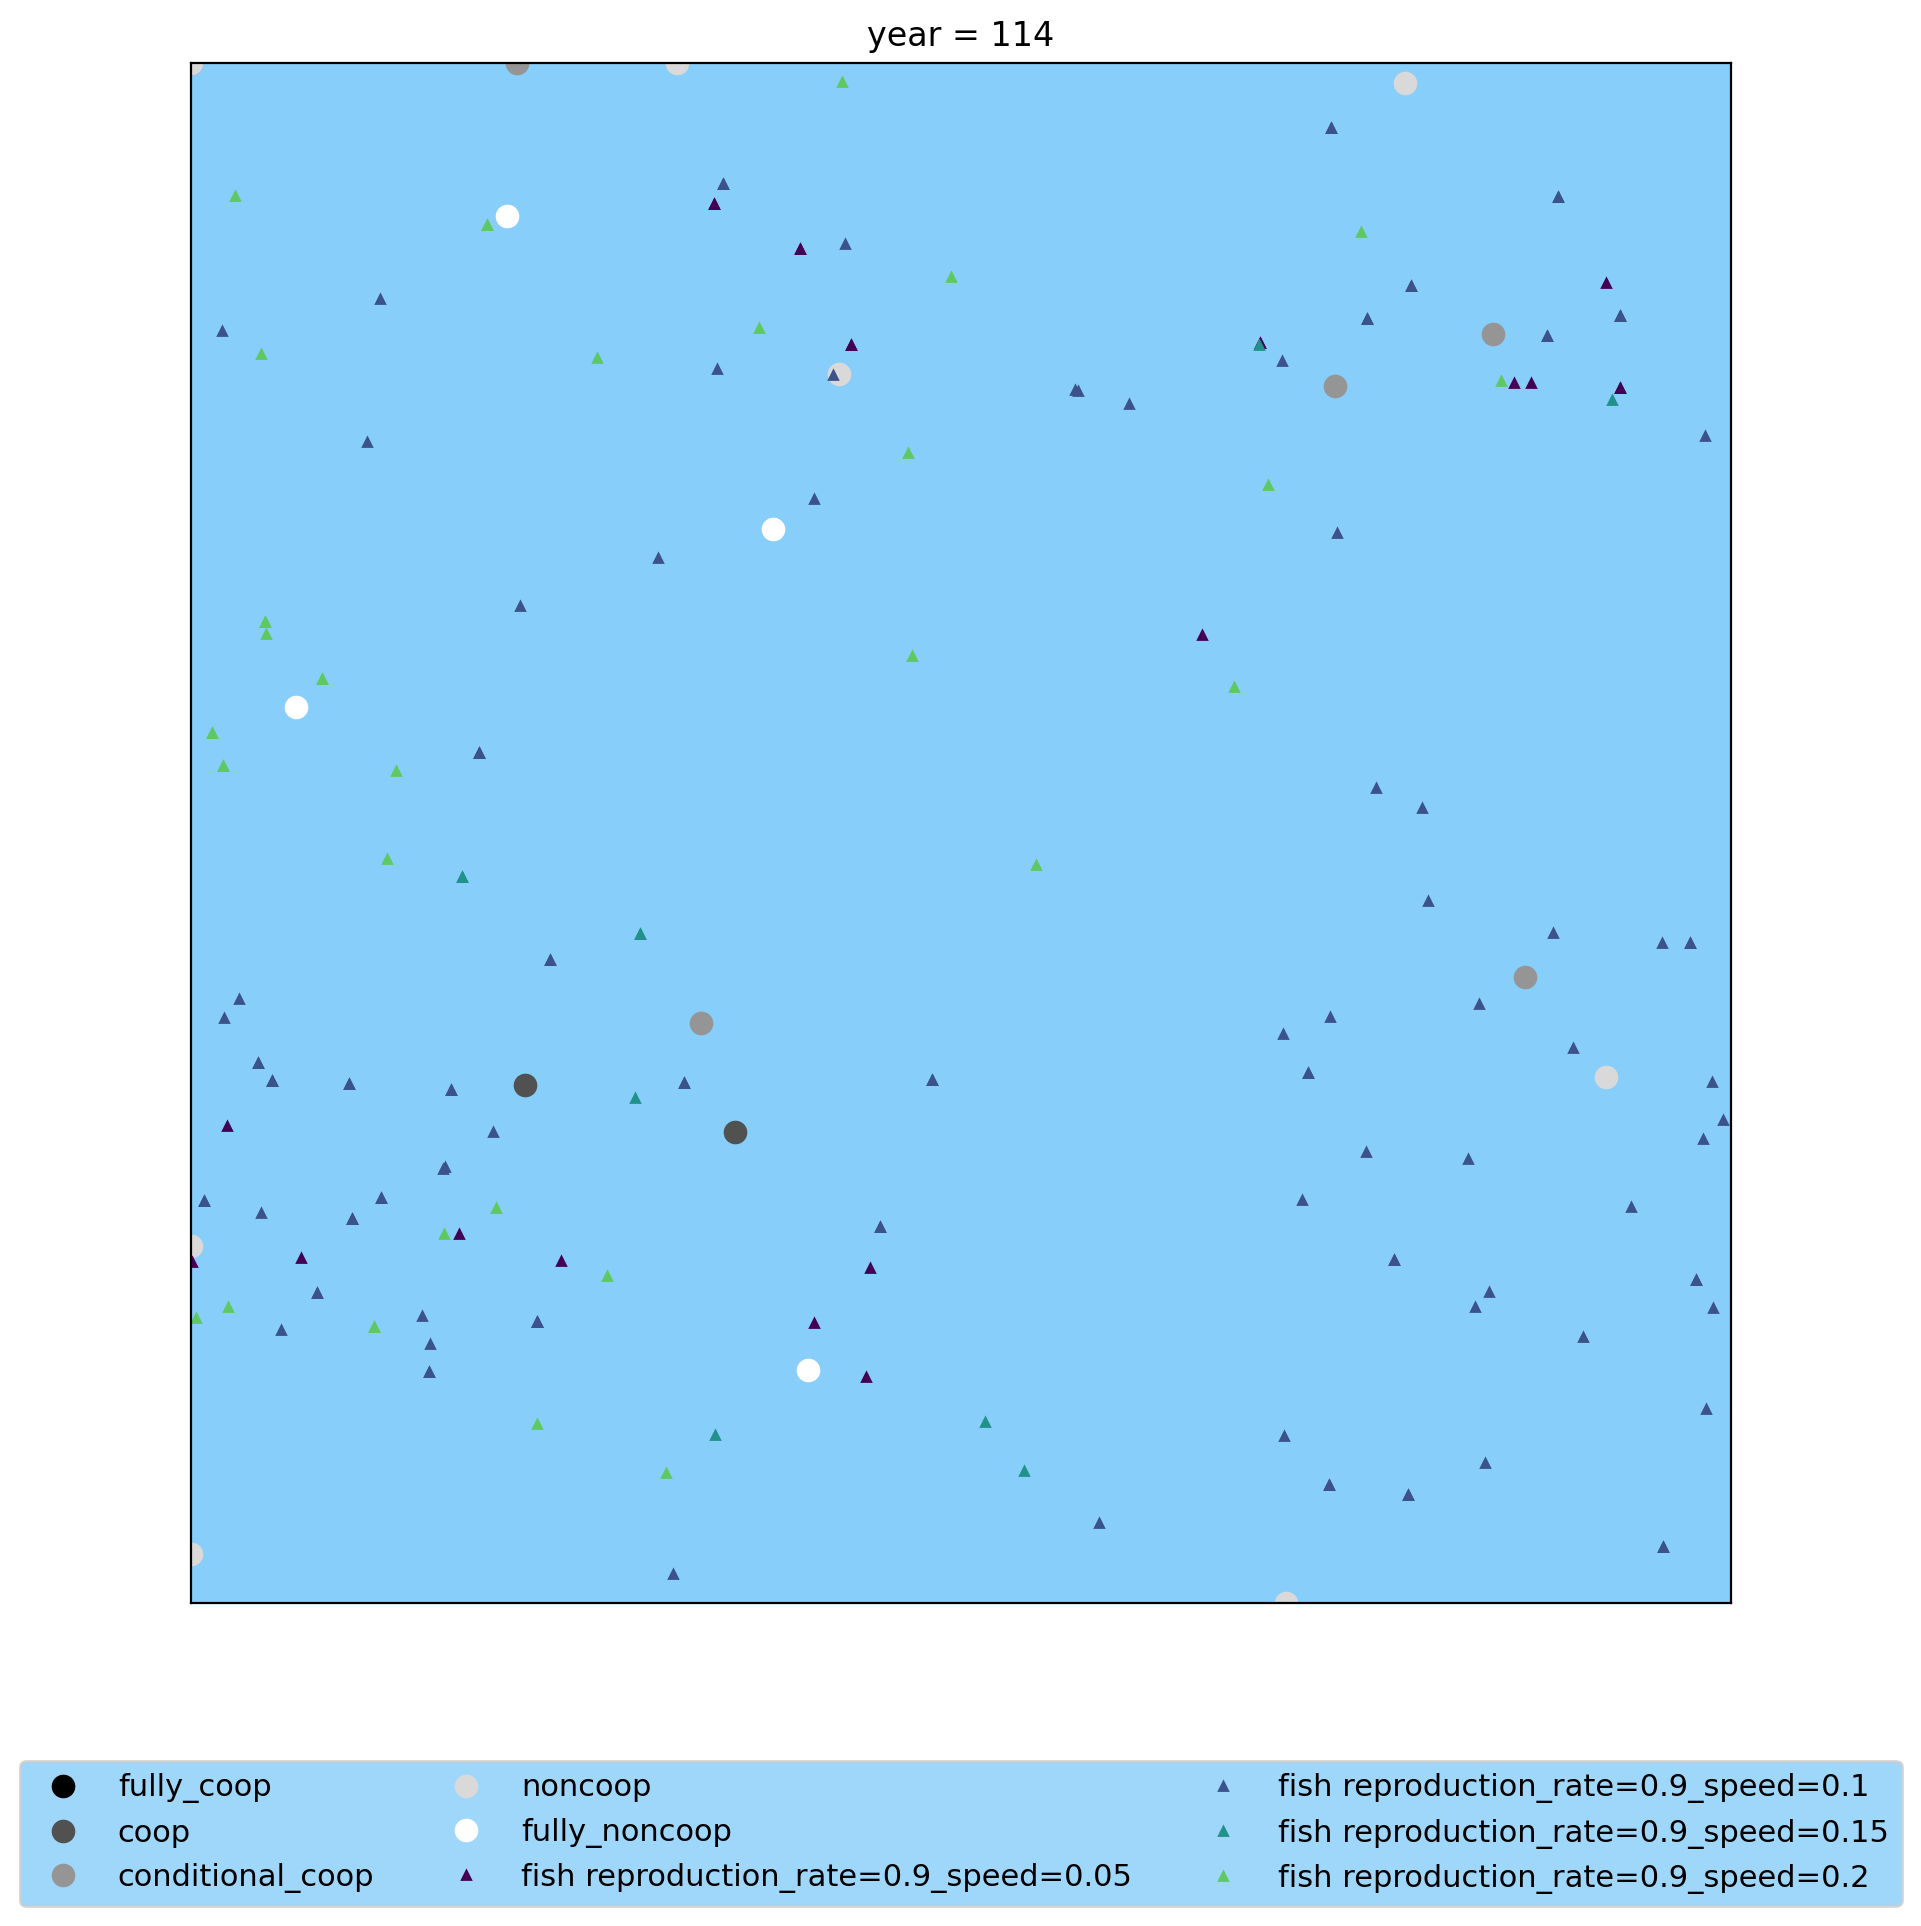 year = 114
fully_coop
coop
conditional_coop
noncoop
fully_noncoop
fish reproduction_rate=0.9_speed=0.05
fish reproduction_rate=0.9_speed=0.1
fish reproduction_rate=0.9_speed=0.15
fish reproduction_rate=0.9_speed=0.2